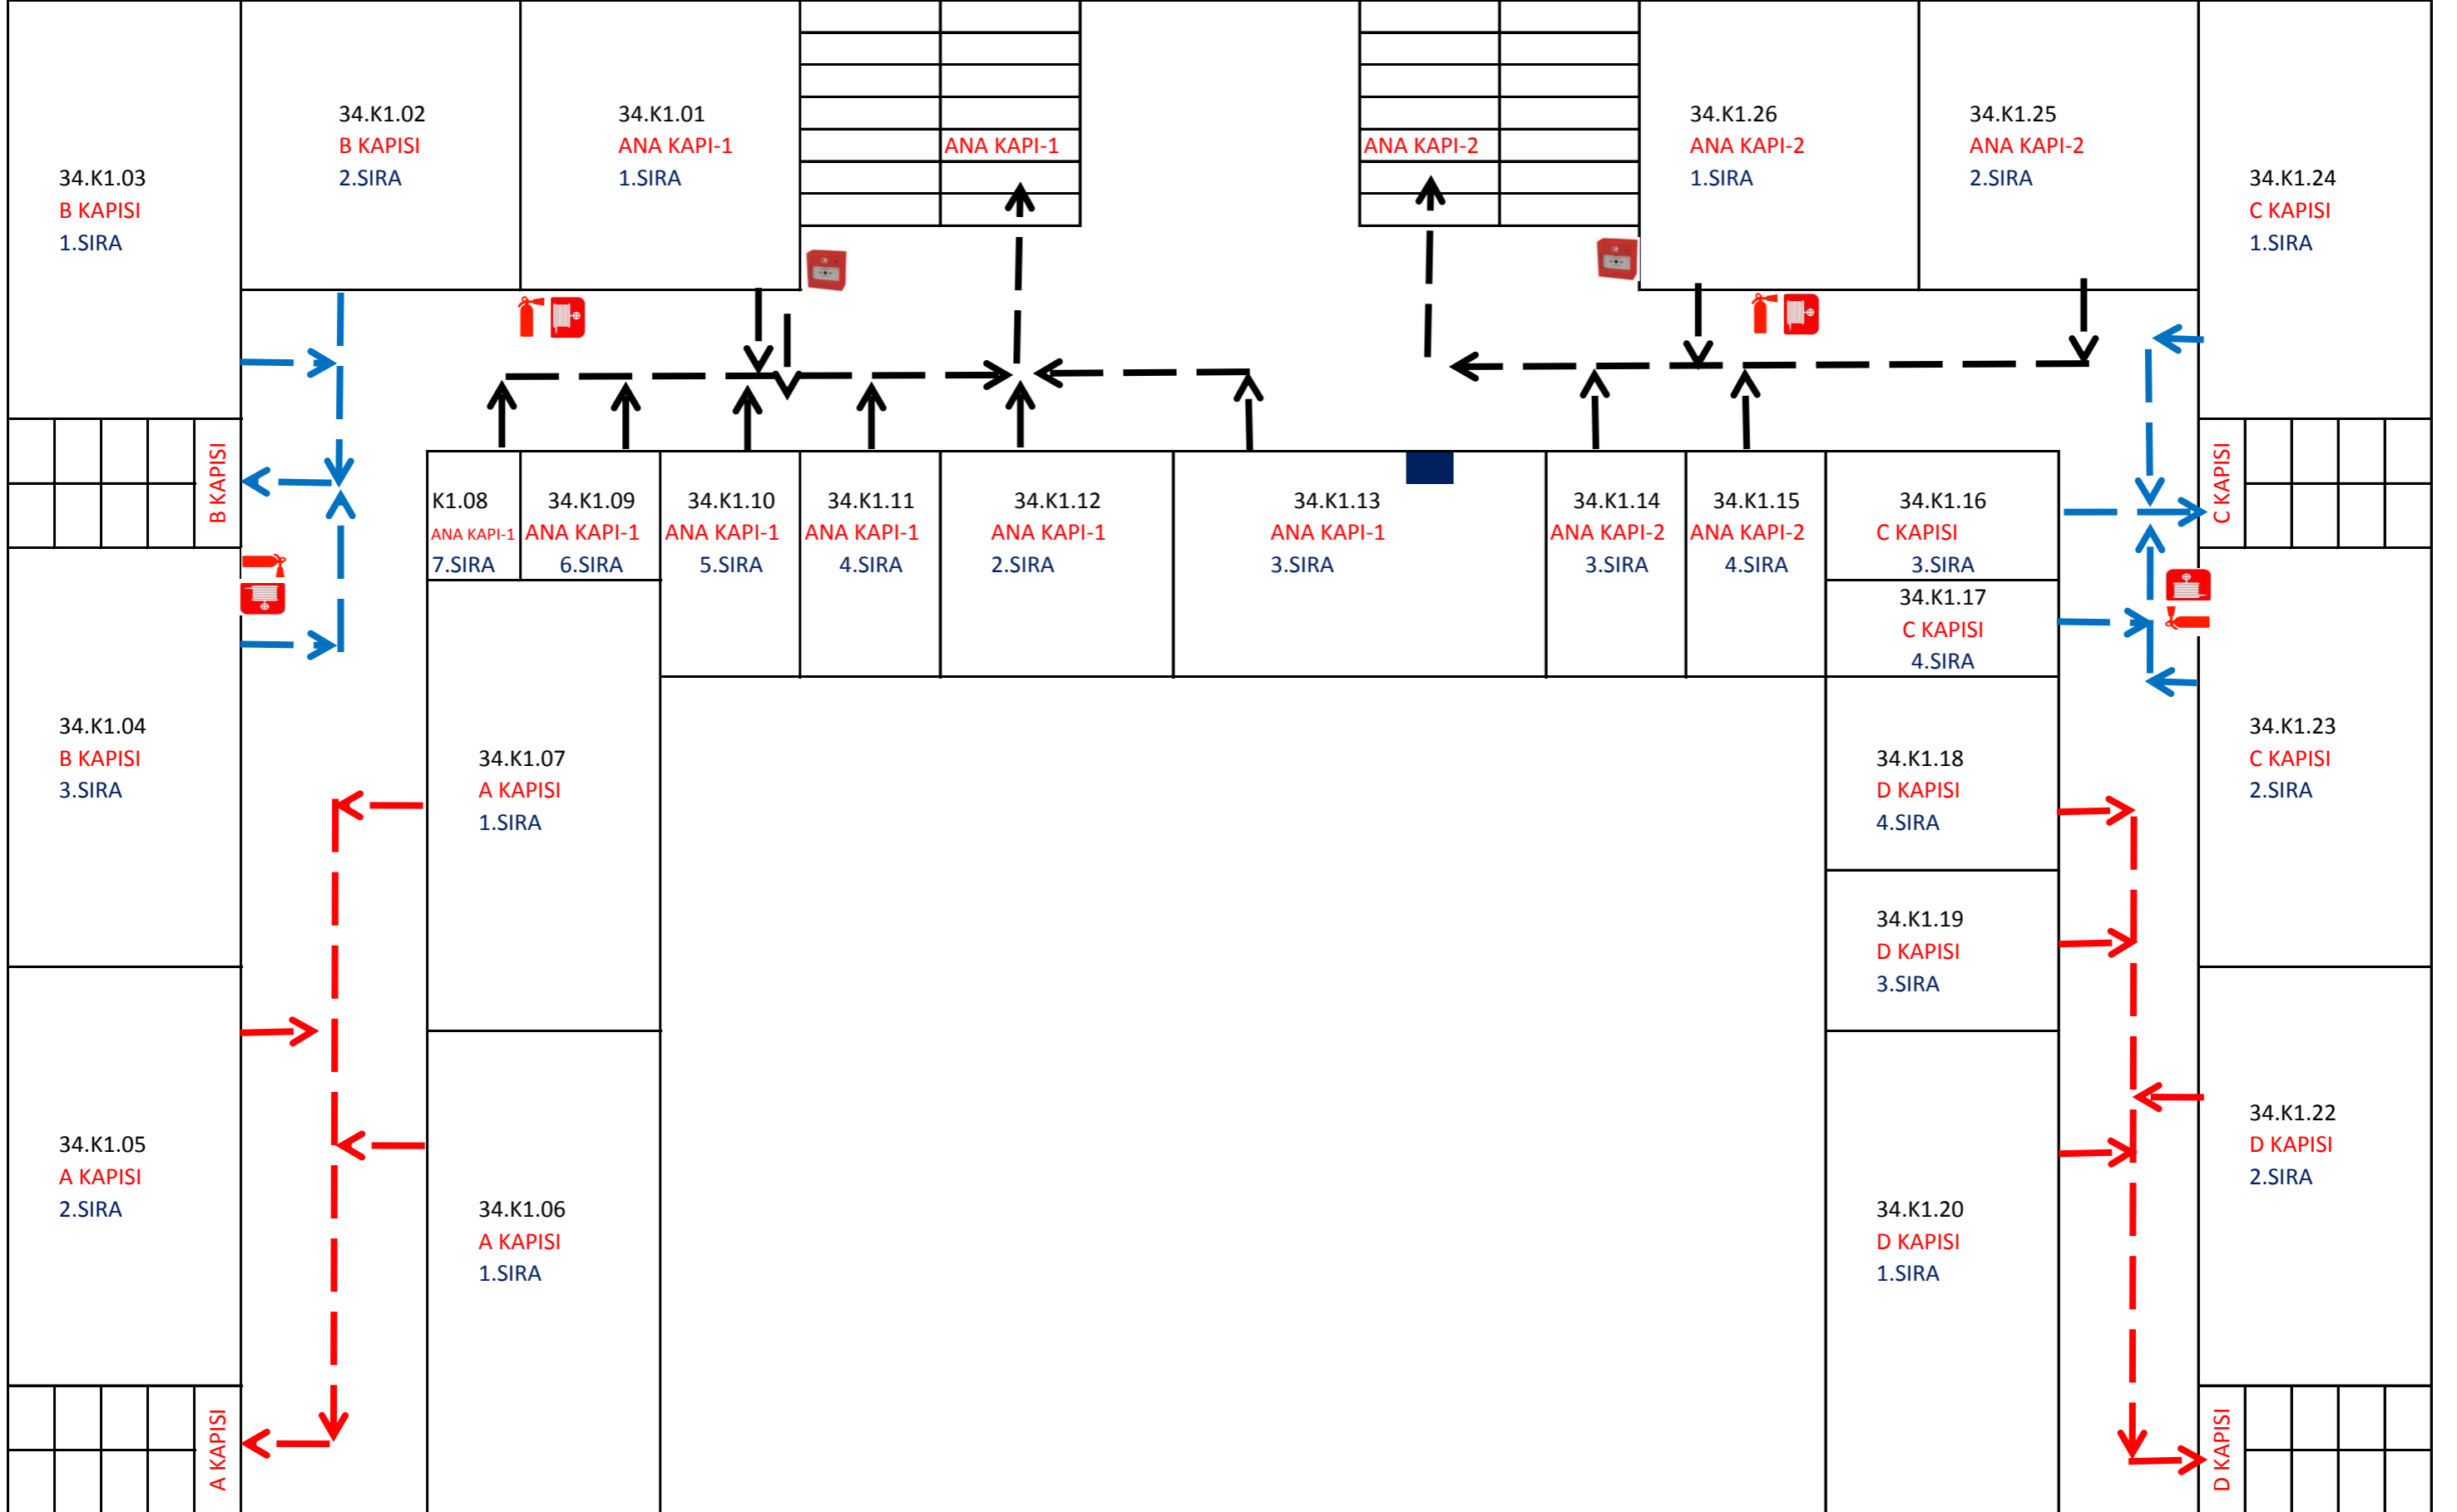 34.K1.03
B KAPISI
1.SIRA
34.K1.02
B KAPISI
2.SIRA
34.K1.01
ANA KAPI-1
1.SIRA
ANA KAPI-1
ANA KAPI-2
34.K1.26
ANA KAPI-2
1.SIRA
34.K1.25
ANA KAPI-2
2.SIRA
34.K1.24
C KAPISI
1.SIRA
B KAPISI
K1.08
ANA KAPI-1
7.SIRA
34.K1.09
ANA KAPI-1
6.SIRA
34.K1.10
ANA KAPI-1
5.SIRA
34.K1.11
ANA KAPI-1
4.SIRA
34.K1.12
ANA KAPI-1
2.SIRA
34.K1.13
ANA KAPI-1
3.SIRA
34.K1.14
ANA KAPI-2
3.SIRA
34.K1.15
ANA KAPI-2
4.SIRA
34.K1.16
C KAPISI
3.SIRA
C KAPISI
34.K1.17
C KAPISI
4.SIRA
34.K1.04
B KAPISI
3.SIRA
34.K1.07
A KAPISI
1.SIRA
34.K1.18
D KAPISI
4.SIRA
34.K1.23
C KAPISI
2.SIRA
34.K1.19
D KAPISI
3.SIRA
34.K1.05
A KAPISI
2.SIRA
34.K1.06
A KAPISI
1.SIRA
34.K1.20
D KAPISI
1.SIRA
34.K1.22
D KAPISI
2.SIRA
A KAPISI
D KAPISI